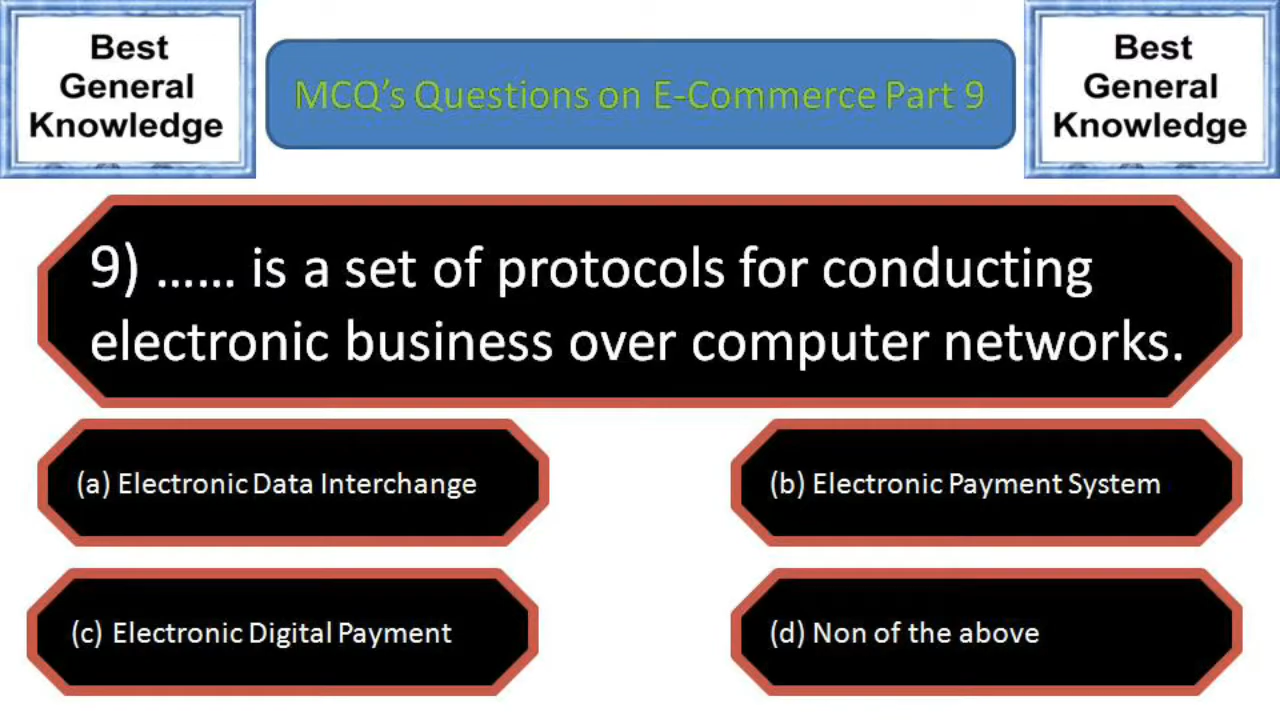 Best
General
Knowledge
MCQ's Questions on E-Commerce Part 9
Best
General
Knowledge
9) ...... is a set of protocols for conducting
electronic business over computer networks.
(a) Electronic Data Interchange
(b) Electronic Payment System
(c) Electronic Digital Payment
(d) Non of the above